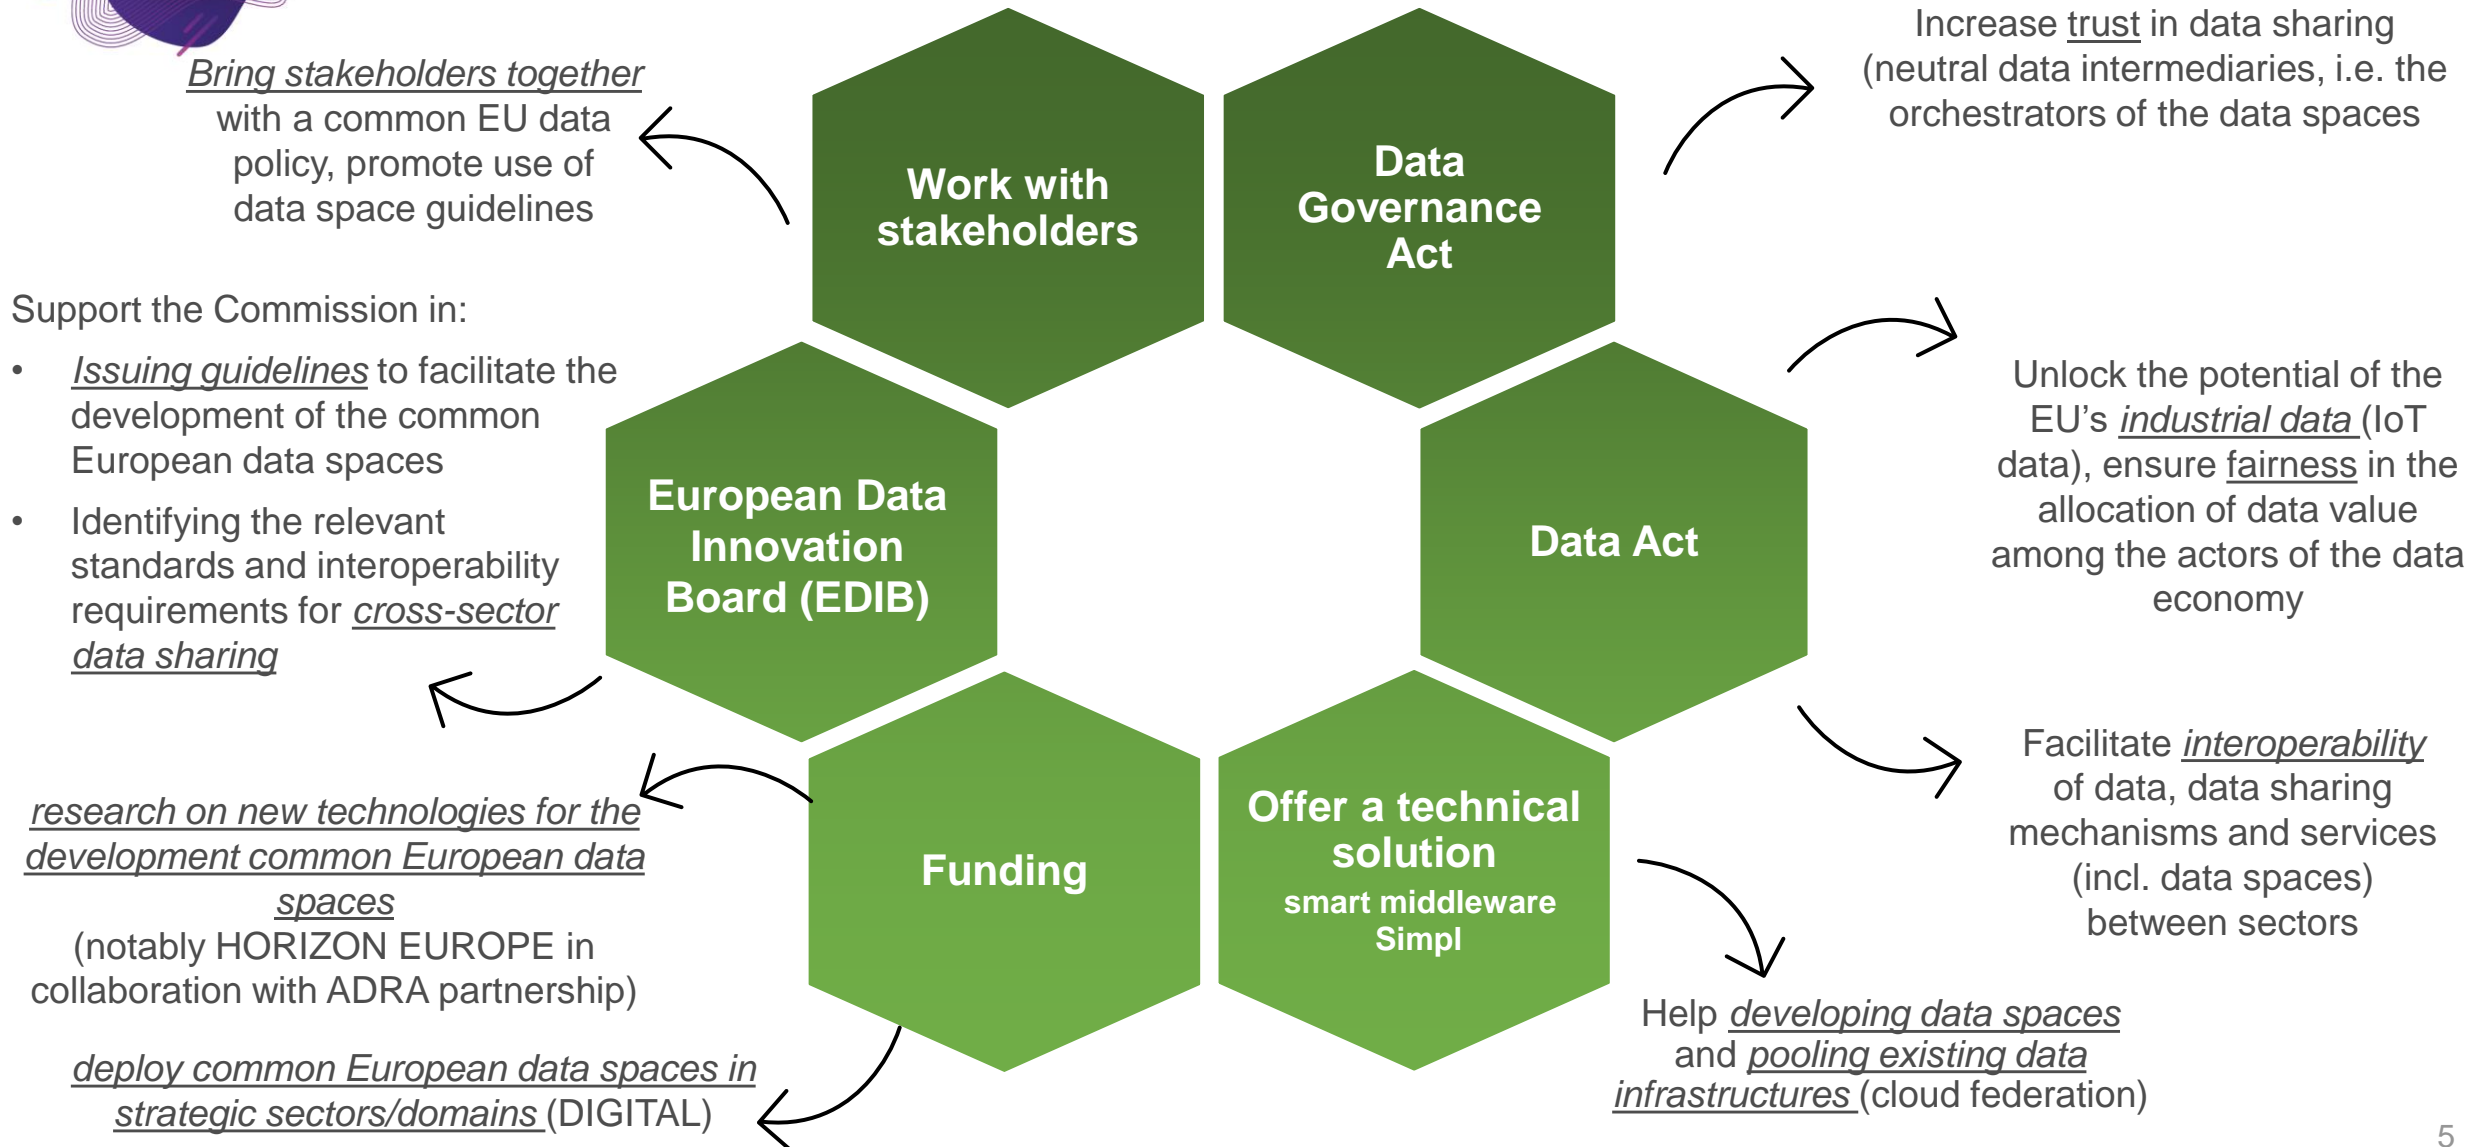 Bring stakeholders together
with a common EU data
policy, promote use of
data space guidelines
Work with
stakeholders
Data
Governance
Act
Increase trust in data sharing
(neutral data intermediaries, i.e. the
orchestrators of the data spaces
Support the Commission in:
• Issuing guidelines to facilitate the
development of the common
European data spaces
• Identifying the relevant
standards and interoperability
requirements for cross-sector
data sharing
European Data
Innovation
Board (EDIB)
Data Act
Unlock the potential of the
EU’s industrial data (IoT
data), ensure fairness in the
allocation of data value
among the actors of the data
economy
Facilitate interoperability
of data, data sharing
mechanisms and services
(incl. data spaces)
between sectors
research on new technologies for the
development common European data
spaces
(notably HORIZON EUROPE in
collaboration with ADRA partnership)
deploy common European data spaces in
strategic sectors/domains (DIGITAL)
Funding
Offer a technical
solution
smart middleware
Simpl
Help developing data spaces
and pooling existing data
infrastructures (cloud federation)
5